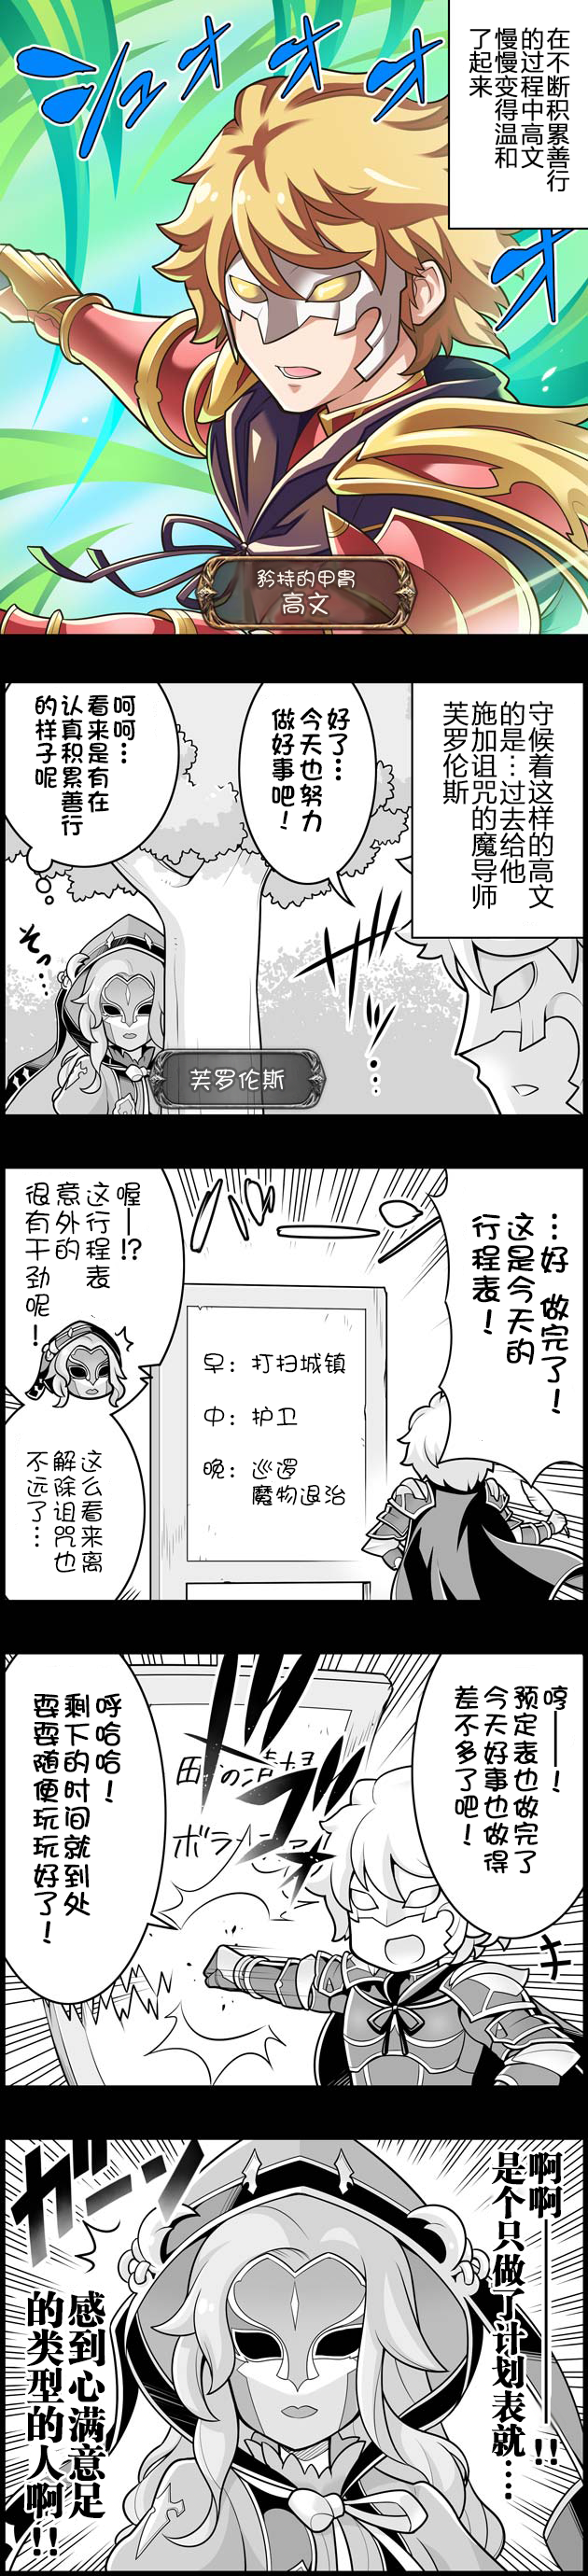 在不断积累善行
的过程中高文
慢慢变得温和
了起来
シュオオオオ
矜持的甲胄
高文
守候着这样的高文
的是…过去给他
施加诅咒的魔导师
芙罗伦斯
好了…
今天也努力
做好事吧！
呵呵…
看来是有在
认真积累善行
的样子呢
そっ…
芙罗伦斯
…好 做完了！
这是今天的
行程表！
早：打扫城镇
中：护卫
晚：巡逻
魔物退治
喔—!?
这行程表
意外的
很有干劲呢！
这么看来离
解除诅咒也
不远了…
哼——！
预定表也做完了
今天好事也做得
差不多了吧！
呼哈哈！
剩下的时间就到处
耍耍随便玩玩好了！
啊啊———!!
是个只做了计划表就…
ガーン
感到心满意足
的类型的人啊!!